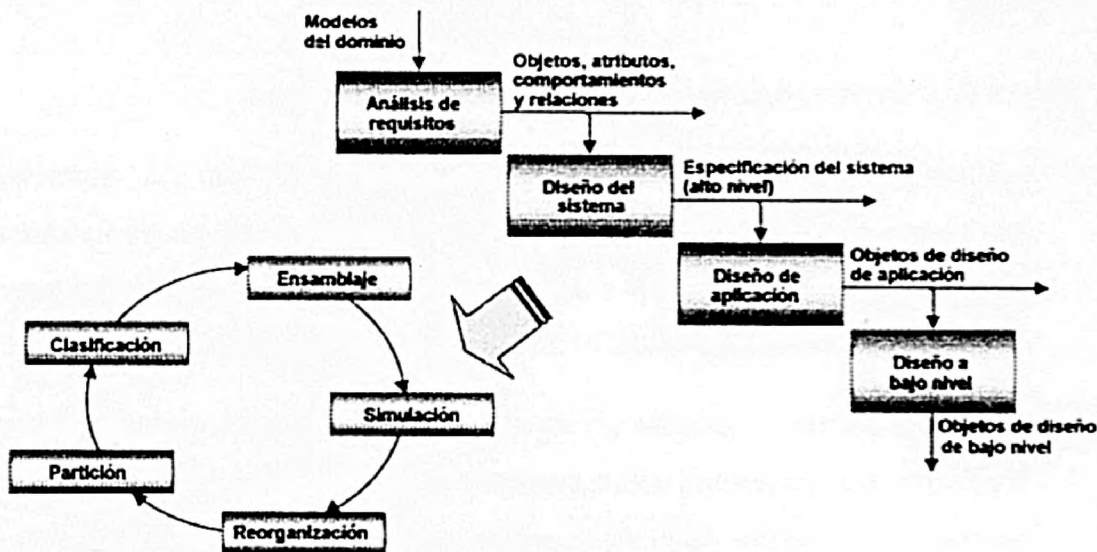 Modelos
del dominio
Análisis de
requisitos
Objetos, atributos,
comportamientos
y relaciones
Diseño del
sistema
Especificación del sistema
(alto nivel)
Diseño de
aplicación
Objetos de diseño
de aplicación
Diseño a
bajo nivel
Objetos de diseño
de bajo nivel
Ensamblaje
Clasificación
Simulación
Partición
Reorganización